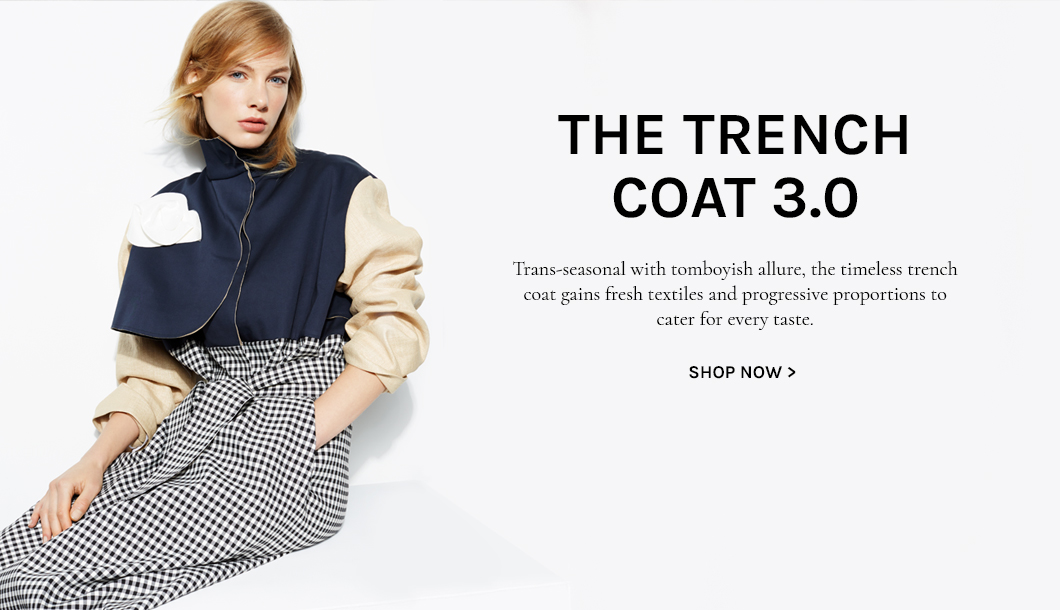 THE TRENCH
COAT 3.0
Trans-seasonal with tomboyish allure, the timeless trench
coat gains fresh textiles and progressive proportions to
cater for every taste.
SHOP NOW >